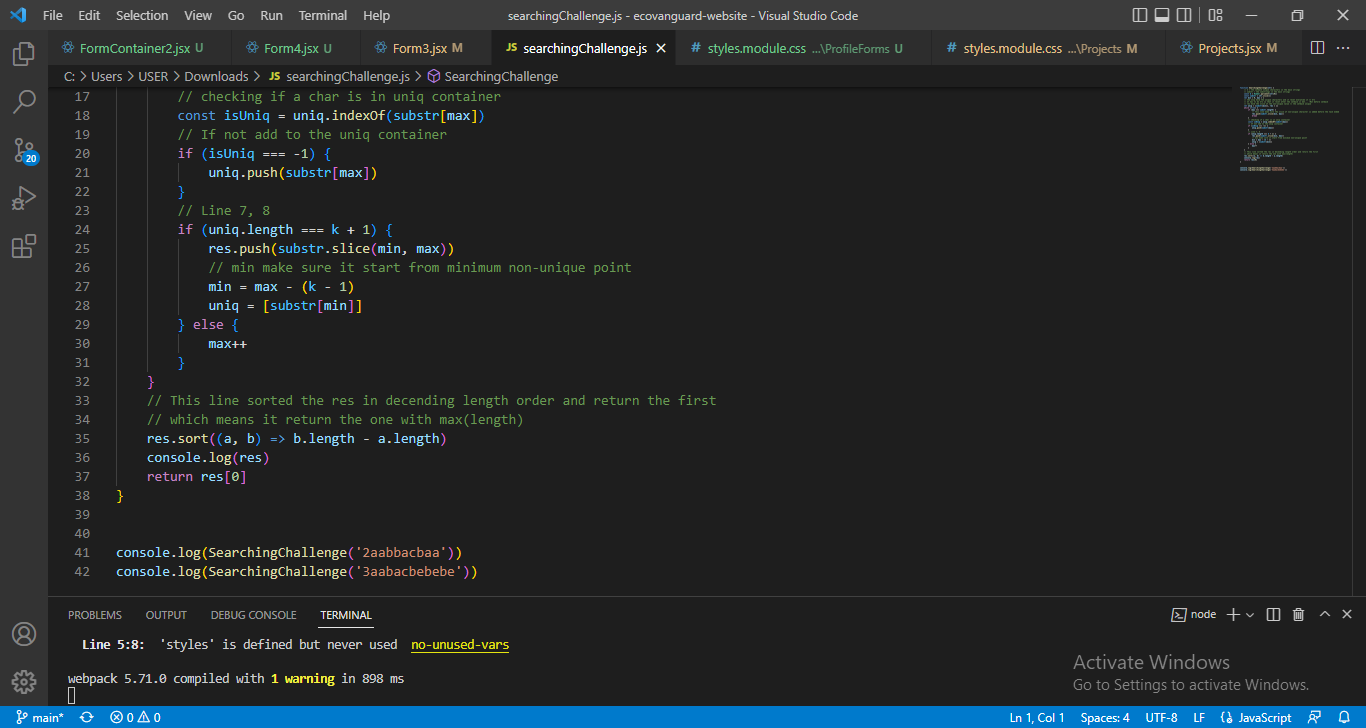 File Edit Selection View Go Run Terminal Help searchingChallenge.js - ecovanguard-website - Visual Studio Code
FormContainer2.jsx U Form4.jsx U Form3.jsx M JS searchingChallenge.js # styles.module.css ...\ProfileForms U # styles.module.css ...\Projects M Projects.jsx M
C: > Users > USER > Downloads > JS searchingChallenge.js > SearchingChallenge
17 // checking if a char is in uniq container
18 const isUniq = uniq.indexOf(substr[max])
19 // If not add to the uniq container
20 if (isUniq === -1) {
21 uniq.push(substr[max])
22 }
23 // Line 7, 8
24 if (uniq.length === k + 1) {
25 res.push(substr.slice(min, max))
26 // min make sure it start from minimum non-unique point
27 min = max - (k - 1)
28 uniq = [substr[min]]
29 } else {
30 max++
31 }
32 }
33 // This line sorted the res in decending length order and return the first
34 // which means it return the one with max(length)
35 res.sort((a, b) => b.length - a.length)
36 console.log(res)
37 return res[0]
38 }
39
40
41 console.log(SearchingChallenge('2aabbacbaa'))
42 console.log(SearchingChallenge('3aabacbebebe'))
20
PROBLEMS OUTPUT DEBUG CONSOLE TERMINAL node
Line 5:8: 'styles' is defined but never used no-unused-vars
webpack 5.71.0 compiled with 1 warning in 898 ms
Activate Windows
Go to Settings to activate Windows.
main* 0 0 Ln 1, Col 1 Spaces: 4 UTF-8 LF JavaScript